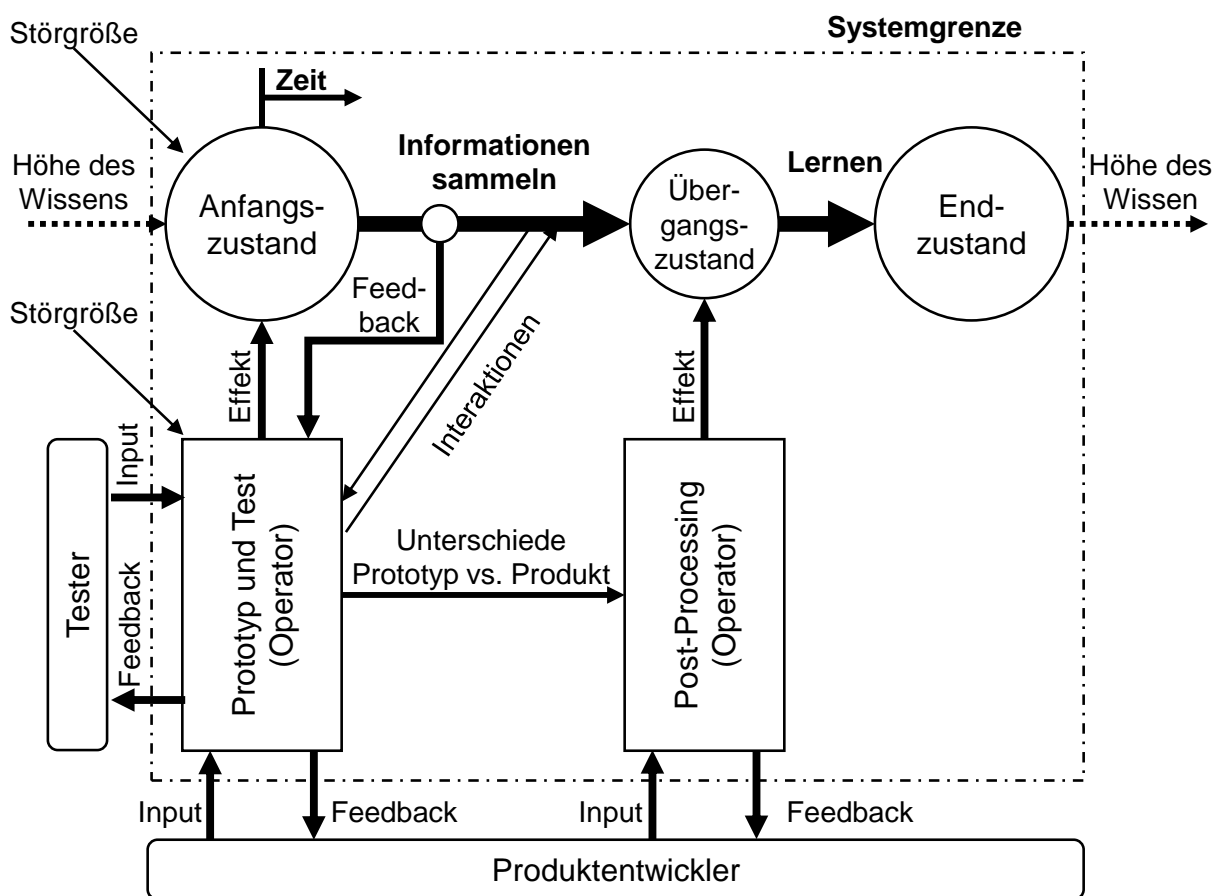 Störgröße
Systemgrenze
Zeit
Höhe des
Wissens
Anfangs-
zustand
Informationen
sammeln
Über-
gangs-
zustand
Lernen
End-
zustand
Höhe des
Wissen
Störgröße
Feed-
back
Effekt
Interaktionen
Effekt
Tester
Input
Feedback
Prototyp und Test
(Operator)
Unterschiede
Prototyp vs. Produkt
Post-Processing
(Operator)
Input
Feedback
Input
Feedback
Produktentwickler